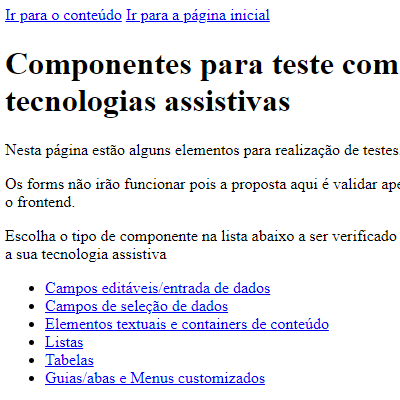 Ir para o conteúdo Ir para a página inicial
Componentes para teste com
tecnologias assistivas
Nesta página estão alguns elementos para realização de testes
Os forms não irão funcionar pois a proposta aqui é validar ape
o frontend.
Escolha o tipo de componente na lista abaixo a ser verificado
a sua tecnologia assistiva
Campos editáveis/entrada de dados
Campos de seleção de dados
Elementos textuais e containers de conteúdo
Listas
Tabelas
Guias/abas e Menus customizados